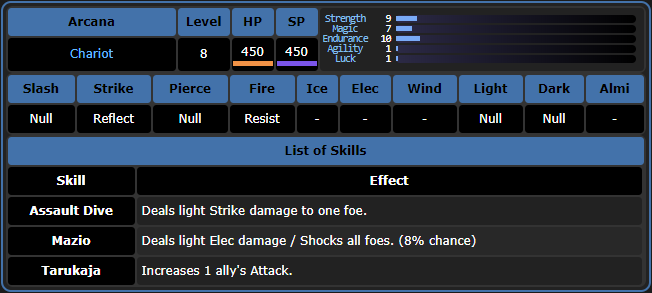 Arcana Level HP SP
Chariot 8 450 450
Strength 9
Magic 7
Endurance 10
Agility 1
Luck 1
Slash Strike Pierce Fire Ice Elec Wind Light Dark Almi
Null Reflect Null Resist - - - Null Null -
List of Skills
Skill Effect
Assault Dive Deals light Strike damage to one foe.
Mazio Deals light Elec damage / Shocks all foes. (8% chance)
Tarukaja Increases 1 ally's Attack.